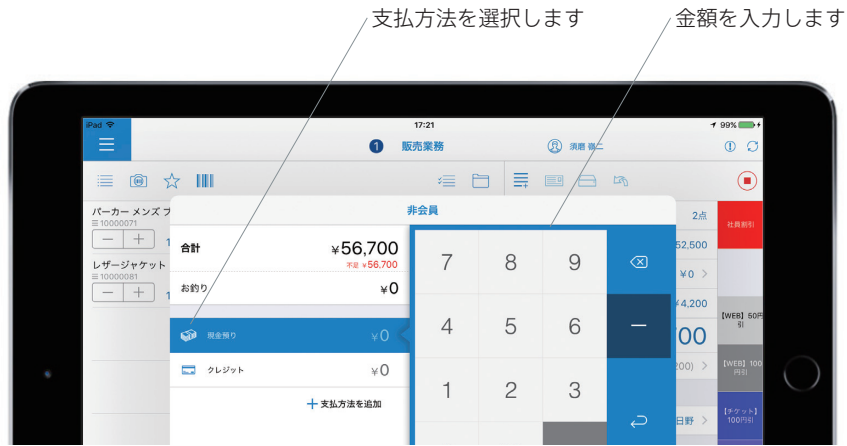 支払方法を選択します
金額を入力します
iPad
17:21
99%
1 販売業務
須磨 嶺二
パーカー メンズ フ
10000071
レザージャケット
10000081
非会員
合計
¥56,700
不足 ¥56,700
お釣り
¥0
現金預り
¥0
クレジット
¥0
+ 支払方法を追加
7 8 9
4 5 6 −
1 2 3
2点
52,500
¥0 >
¥4,200
00
200) >
日野 >
社員割引
【WEB】50円
引
【WEB】100
円引
【チケット】
100円引